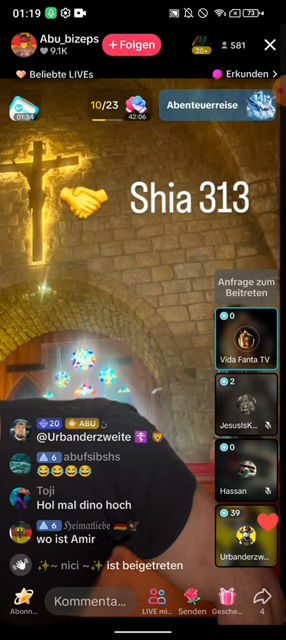 01:19
73
Abu_bizeps
9.1K
+ Folgen
20+
581
Beliebte LIVEs
Erkunden >
01:34
10/23
42:06
Abenteuerreise
Shia 313
Anfrage zum
Beitreten
0
Vida Fanta TV
2
JesusIsK...
0
Hassan
39
Urbanderzw...
20 ABU ن
@Urbanderzweite ☦️ 🦁
6 abufsibshs
😂😂😂😂
Toji
Hol mal dino hoch
6 ℌ𝔢𝔦𝔪𝔞𝔱𝔩𝔦𝔢𝔟𝔢 🇩🇪🦅
wo ist Amir
✨~ nici ~✨ ist beigetreten
Abonn...
Kommenta...
LIVE mi...
Senden
Gesche...
4